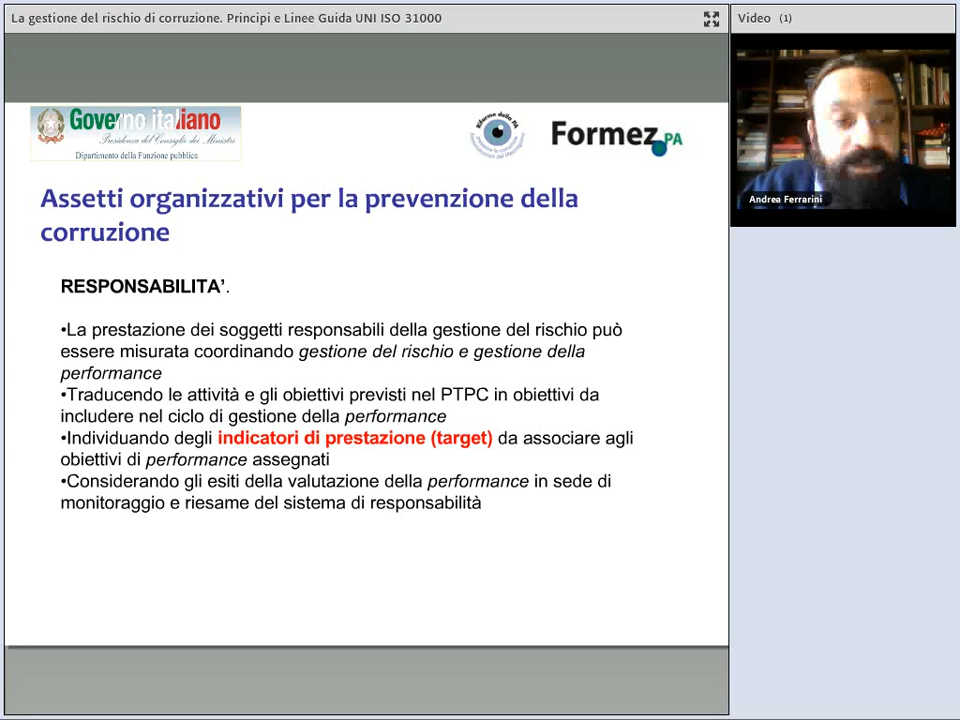 La gestione del rischio di corruzione. Principi e Linee Guida UNI ISO 31000
Video (1)
Governo italiano
Presidenza del Consiglio dei Ministri
Dipartimento della Funzione pubblica
Riforme della PA
Formez PA
Andrea Ferrarini
Assetti organizzativi per la prevenzione della
corruzione
RESPONSABILITA’.
•La prestazione dei soggetti responsabili della gestione del rischio può
essere misurata coordinando gestione del rischio e gestione della
performance
•Traducendo le attività e gli obiettivi previsti nel PTPC in obiettivi da
includere nel ciclo di gestione della performance
•Individuando degli indicatori di prestazione (target) da associare agli
obiettivi di performance assegnati
•Considerando gli esiti della valutazione della performance in sede di
monitoraggio e riesame del sistema di responsabilità